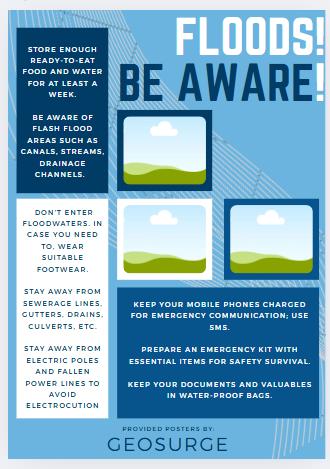 FLOODS!
BE AWARE!
STORE ENOUGH
READY-TO-EAT
FOOD AND WATER
FOR AT LEAST A
WEEK.
BE AWARE OF
FLASH FLOOD
AREAS SUCH AS
CANALS, STREAMS,
DRAINAGE
CHANNELS.
DON'T ENTER
FLOODWATERS. IN
CASE YOU NEED
TO, WEAR
SUITABLE
FOOTWEAR.
STAY AWAY FROM
SEWERAGE LINES,
GUTTERS, DRAINS,
CULVERTS, ETC.
STAY AWAY FROM
ELECTRIC POLES
AND FALLEN
POWER LINES TO
AVOID
ELECTROCUTION
KEEP YOUR MOBILE PHONES CHARGED
FOR EMERGENCY COMMUNICATION; USE
SMS.
PREPARE AN EMERGENCY KIT WITH
ESSENTIAL ITEMS FOR SAFETY SURVIVAL.
KEEP YOUR DOCUMENTS AND VALUABLES
IN WATER-PROOF BAGS.
PROVIDED POSTERS BY:
GEOSURGE